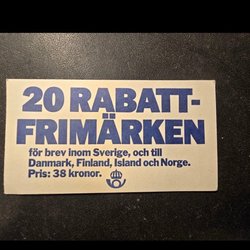 20 RABATT-
FRIMÄRKEN
för brev inom Sverige, och till
Danmark, Finland, Island och Norge.
Pris: 38 kronor.